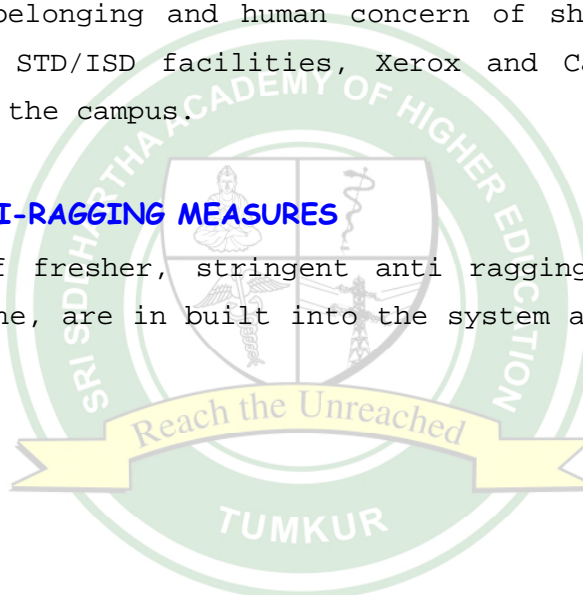 belonging and human concern of sh
STD/ISD facilities, Xerox and Ca
the campus.
I-RAGGING MEASURES
f fresher, stringent anti ragging
ne, are in built into the system a
SRI SIDDHARTHA ACADEMY OF HIGHER EDUCATION
Reach the Unreached
TUMKUR